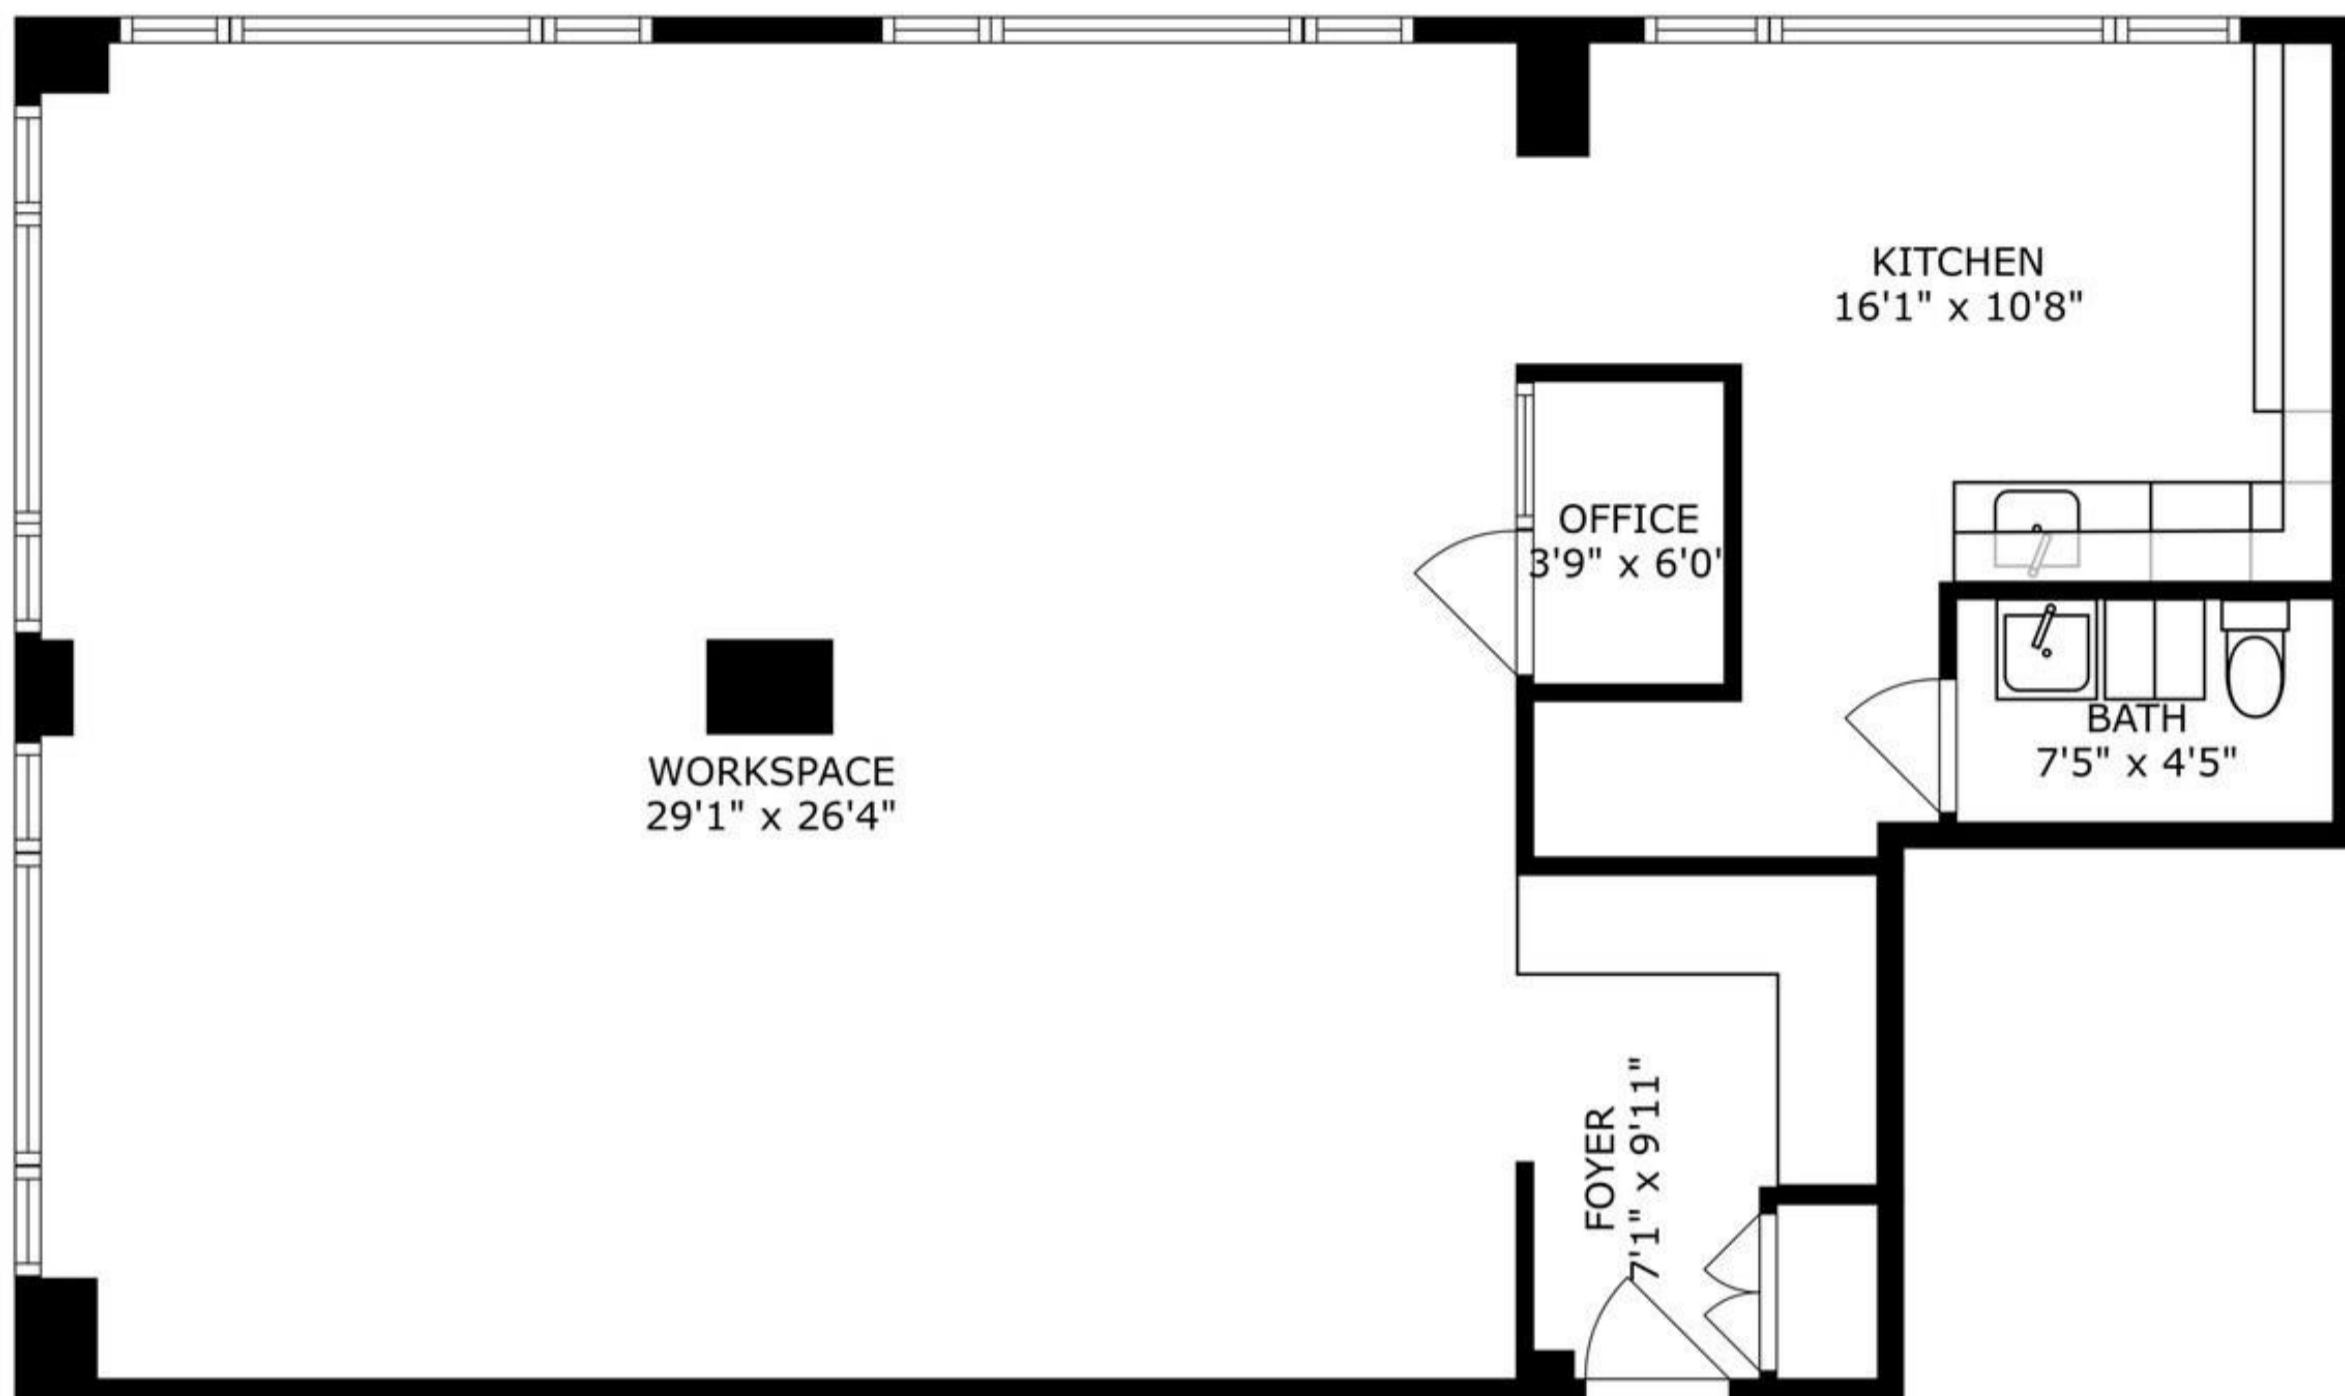 KITCHEN
16'1" x 10'8"
OFFICE
3'9" x 6'0'
BATH
7'5" x 4'5"
WORKSPACE
29'1" x 26'4"
FOYER
7'1" x 9'11"